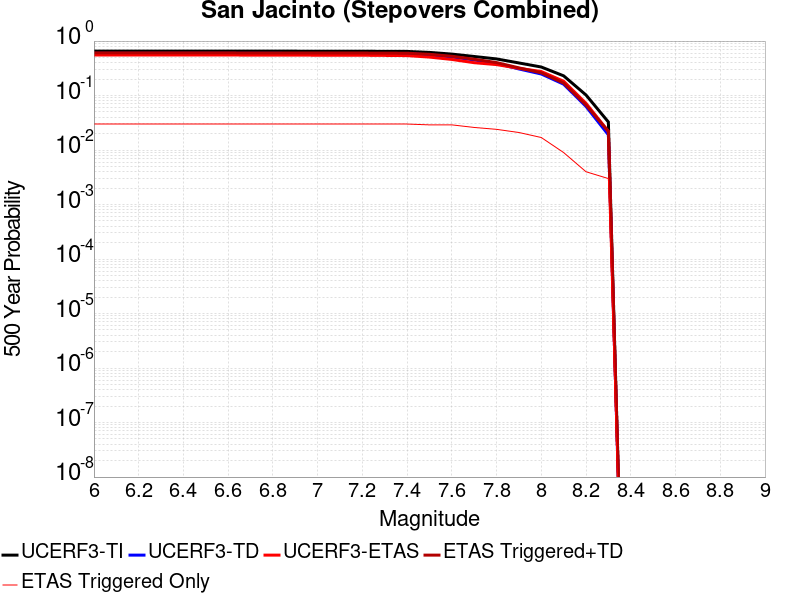 San Jacinto (Stepovers Combined)
10^0
10^-1
10^-2
10^-3
10^-4
10^-5
10^-6
10^-7
10^-8
500 Year Probability
6 6.2 6.4 6.6 6.8 7 7.2 7.4 7.6 7.8 8 8.2 8.4 8.6 8.8 9
Magnitude
UCERF3-TI UCERF3-TD UCERF3-ETAS ETAS Triggered+TD
ETAS Triggered Only